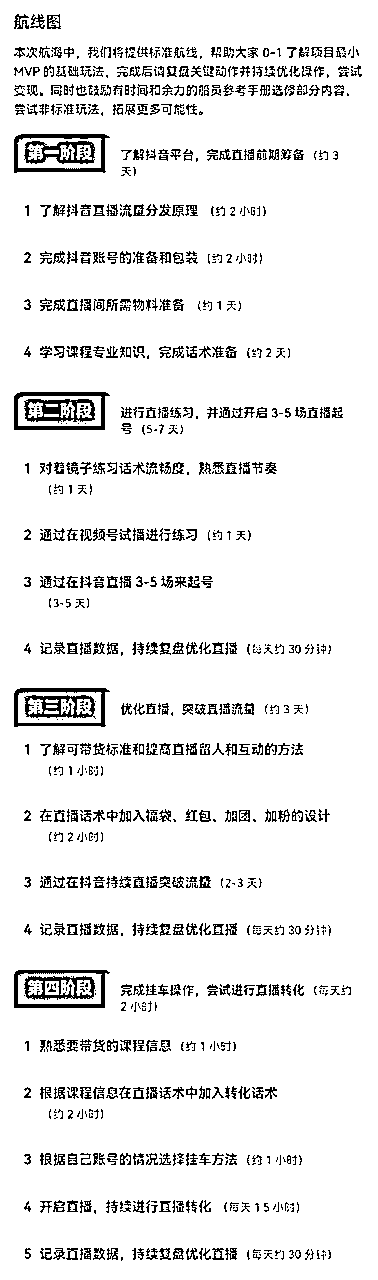 航线图
本次航海中，我们将提供标准航线，帮助大家 0-1 了解项目最小
MVP 的基础玩法，完成后请复盘关键动作并持续优化操作，尝试
变现。同时也鼓励有时间和余力的船员参考手册选修部分内容，
尝试非标准玩法，拓展更多可能性。
第一阶段
了解抖音平台，完成直播前期筹备（约 3
天）
1 了解抖音直播流量分发原理（约 2 小时）
2 完成抖音账号的准备和包装（约 2 小时）
3 完成直播间所需物料准备（约 1 天）
4 学习课程专业知识，完成话术准备（约 2 天）
第二阶段
进行直播练习，并通过开启 3-5 场直播起
号（5-7 天）
1 对着镜子练习话术流畅度，熟悉直播节奏
（约 1 天）
2 通过在视频号试播进行练习（约 1 天）
3 通过在抖音直播 3-5 场来起号
（3-5 天）
4 记录直播数据，持续复盘优化直播（每天约 30 分钟）
第三阶段
优化直播，突破直播流量（约 3 天）
1 了解可带货标准和提高直播留人和互动的方法
（约 1 小时）
2 在直播话术中加入福袋、红包、加团、加粉的设计
（约 2 小时）
3 通过在抖音持续直播突破流量（2-3 天）
4 记录直播数据，持续复盘优化直播（每天约 30 分钟）
第四阶段
完成挂车操作，尝试进行直播转化（每天约
2 小时）
1 熟悉要带货的课程信息（约 1 小时）
2 根据课程信息在直播话术中加入转化话术
（约 2 小时）
3 根据自己账号的情况选择挂车方法（约 1 小时）
4 开启直播，持续进行直播转化（每天 1.5 小时）
5 记录直播数据，持续复盘优化直播（每天约 30 分钟）